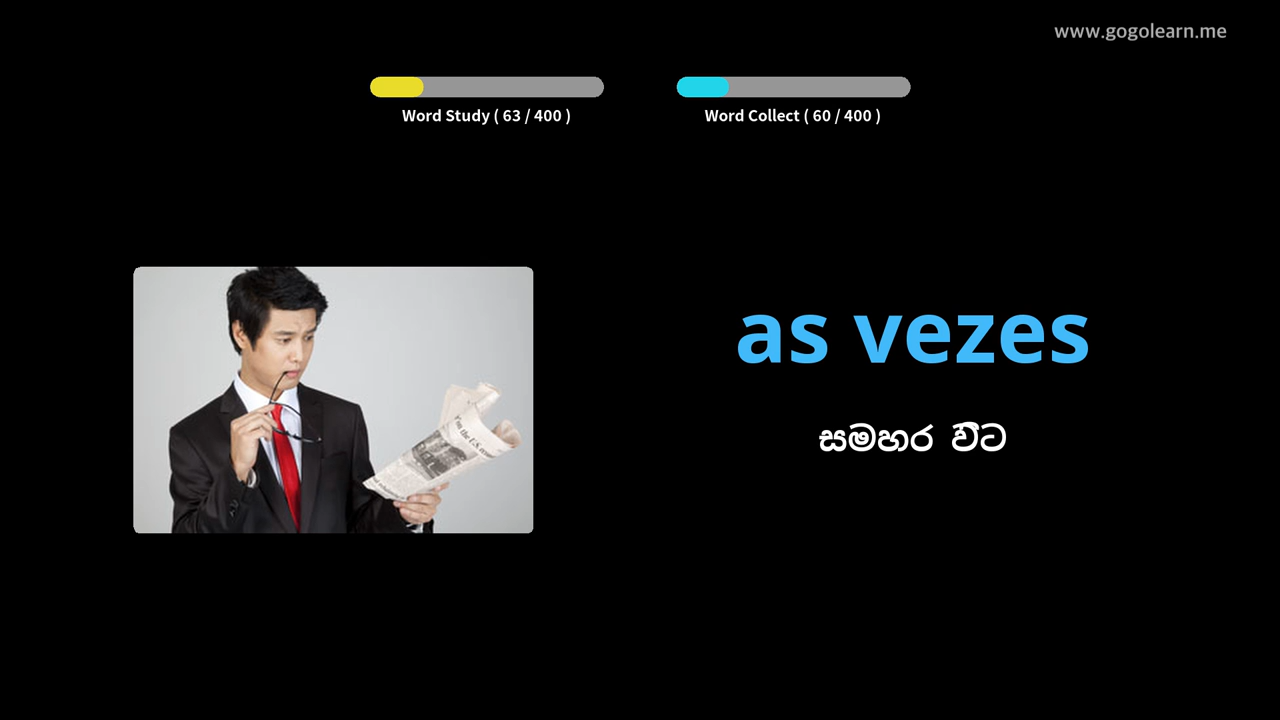 www.gogolearn.me
Word Study ( 63 / 400 )
Word Collect ( 60 / 400 )
as vezes
සමහර විට